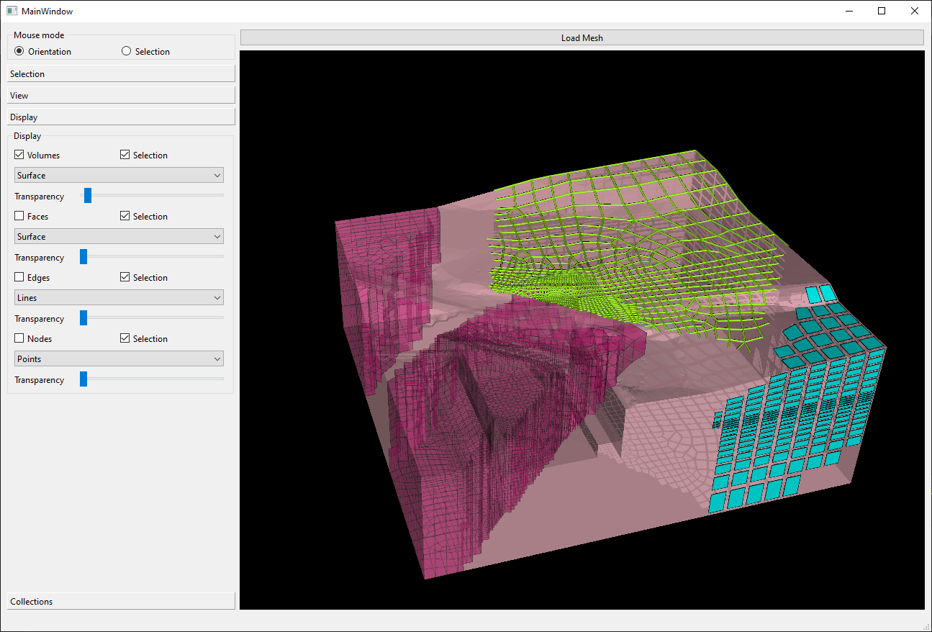 MainWindow
Mouse mode
Orientation
Selection
Selection
View
Display
Display
Volumes
Selection
Surface
Transparency
Faces
Selection
Surface
Transparency
Edges
Selection
Lines
Transparency
Nodes
Selection
Points
Transparency
Collections
Load Mesh